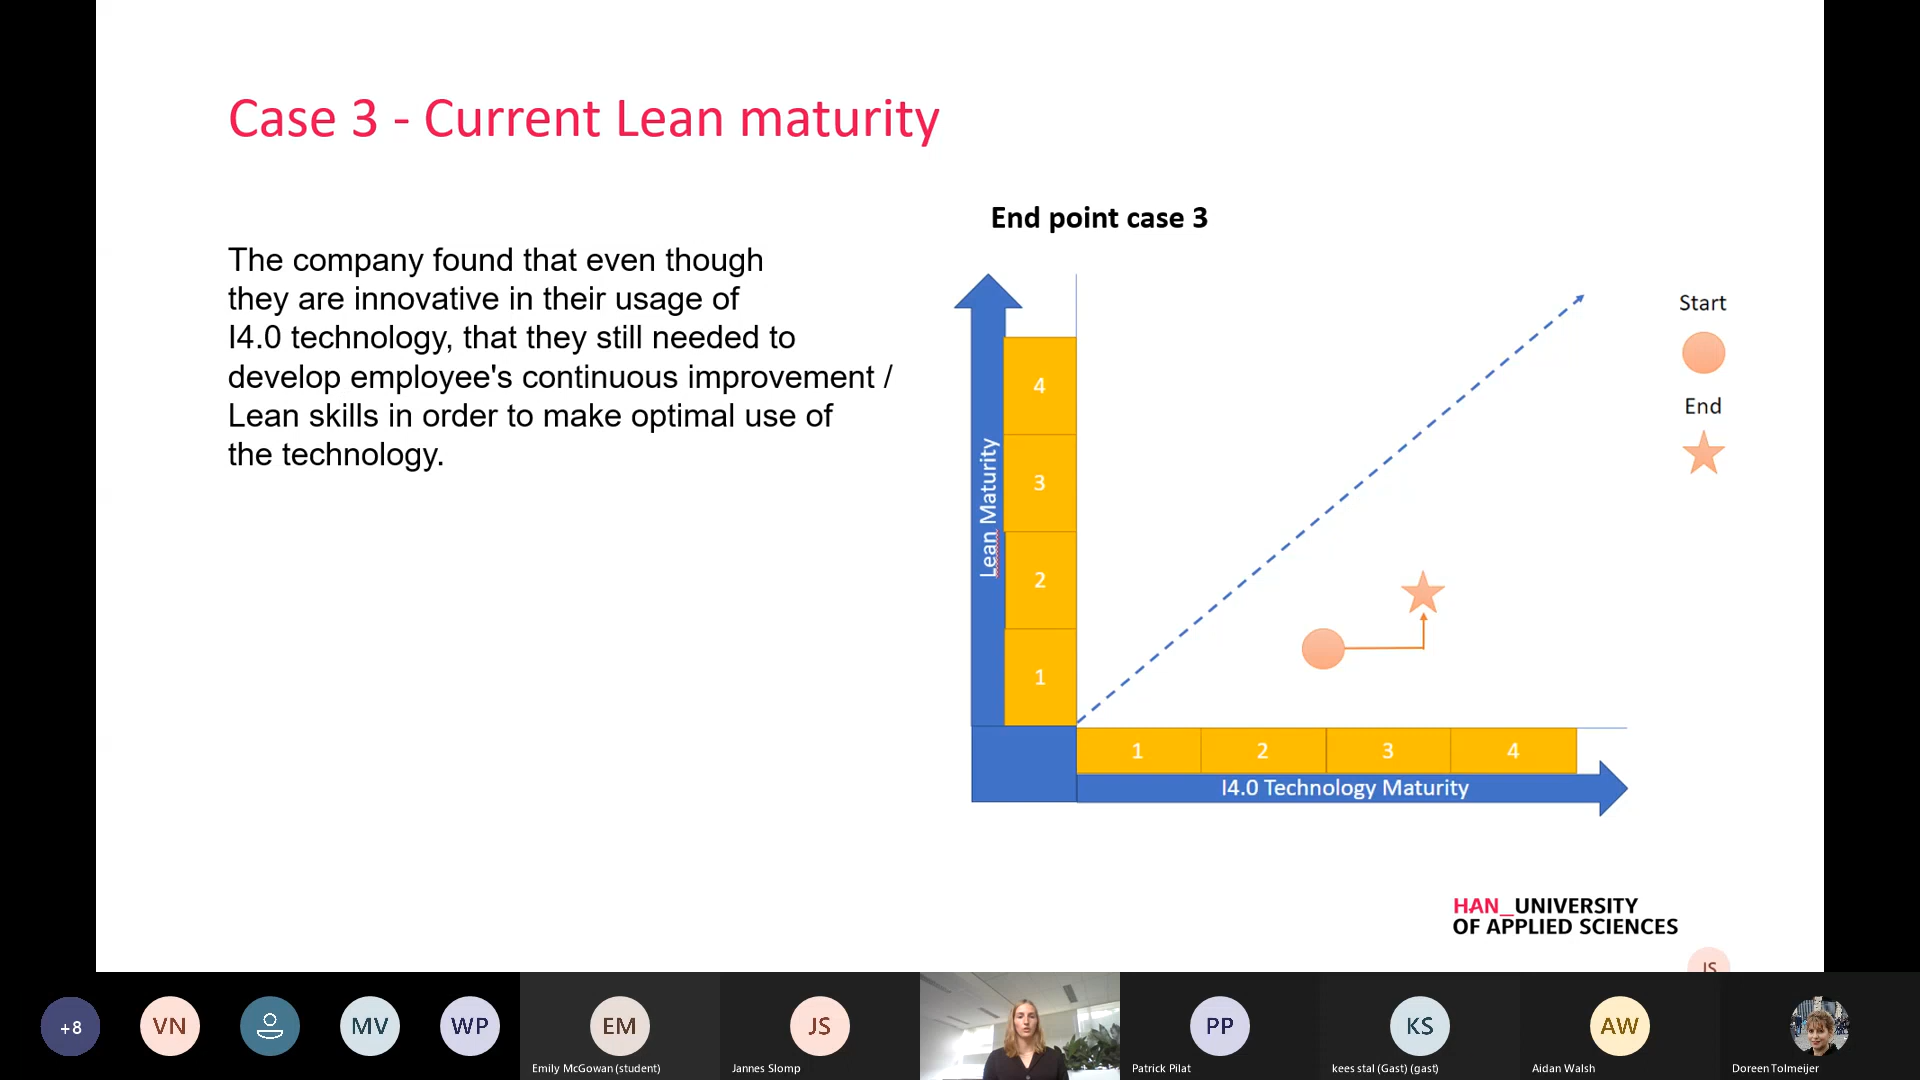 Case 3 - Current Lean maturity
End point case 3
The company found that even though
they are innovative in their usage of
I4.0 technology, that they still needed to
develop employee's continuous improvement /
Lean skills in order to make optimal use of
the technology.
Lean Maturity
4
3
2
1
1 2 3 4
I4.0 Technology Maturity
Start
End
HAN_UNIVERSITY
OF APPLIED SCIENCES
JS
+8
VN
MV
WP
EM
Emily McGowan (student)
JS
Jannes Slomp
PP
Patrick Pilat
KS
kees stal (Gast) (gast)
AW
Aidan Walsh
Doreen Tolmeijer